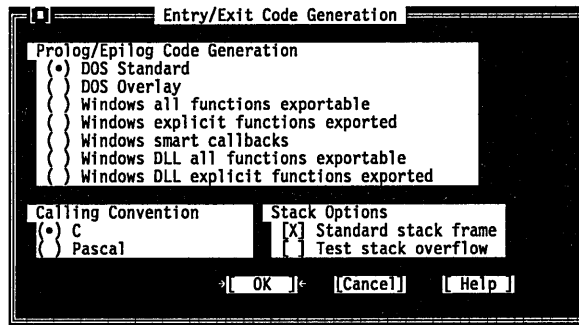 Entry/Exit Code Generation
Prolog/Epilog Code Generation
(•) DOS Standard
( ) DOS Overlay
( ) Windows all functions exportable
( ) Windows explicit functions exported
( ) Windows smart callbacks
( ) Windows DLL all functions exportable
( ) Windows DLL explicit functions exported
Calling Convention
(•) C
( ) Pascal
Stack Options
[X] Standard stack frame
[ ] Test stack overflow
[ OK ] [Cancel] [ Help ]